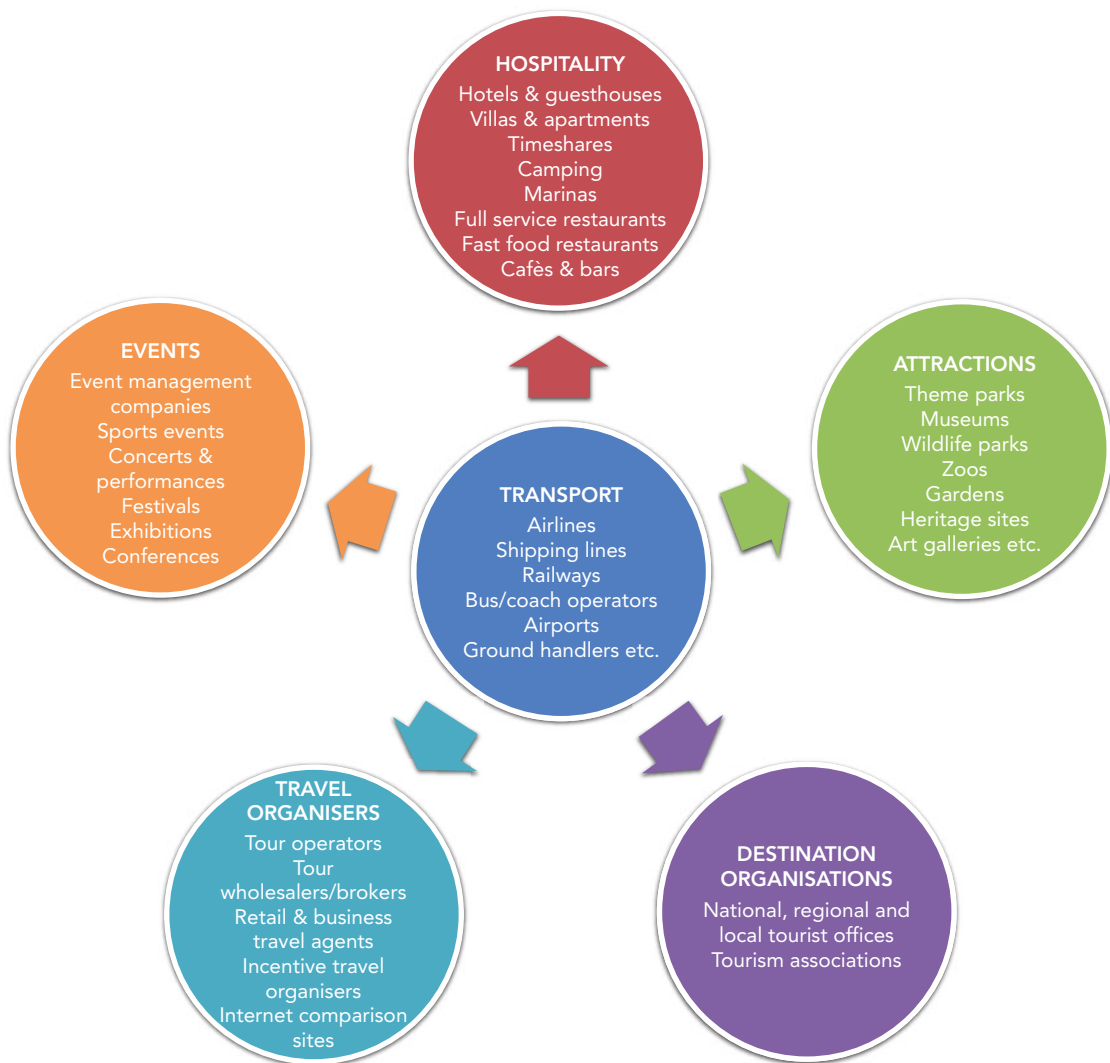 HOSPITALITY
Hotels & guesthouses
Villas & apartments
Timeshares
Camping
Marinas
Full service restaurants
Fast food restaurants
Cafès & bars
EVENTS
Event management
companies
Sports events
Concerts &
performances
Festivals
Exhibitions
Conferences
ATTRACTIONS
Theme parks
Museums
Wildlife parks
Zoos
Gardens
Heritage sites
Art galleries etc.
TRANSPORT
Airlines
Shipping lines
Railways
Bus/coach operators
Airports
Ground handlers etc.
TRAVEL
ORGANISERS
Tour operators
Tour
wholesalers/brokers
Retail & business
travel agents
Incentive travel
organisers
Internet comparison
sites
DESTINATION
ORGANISATIONS
National, regional and
local tourist offices
Tourism associations